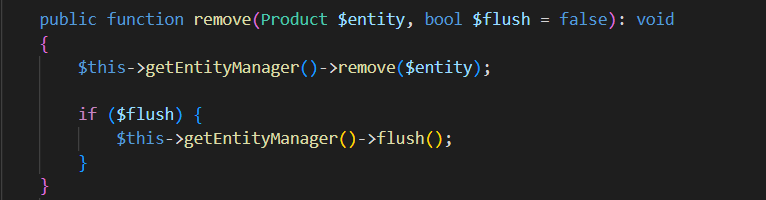 public function remove(Product $entity, bool $flush = false): void
{
    $this->getEntityManager()->remove($entity);

    if ($flush) {
        $this->getEntityManager()->flush();
    }
}